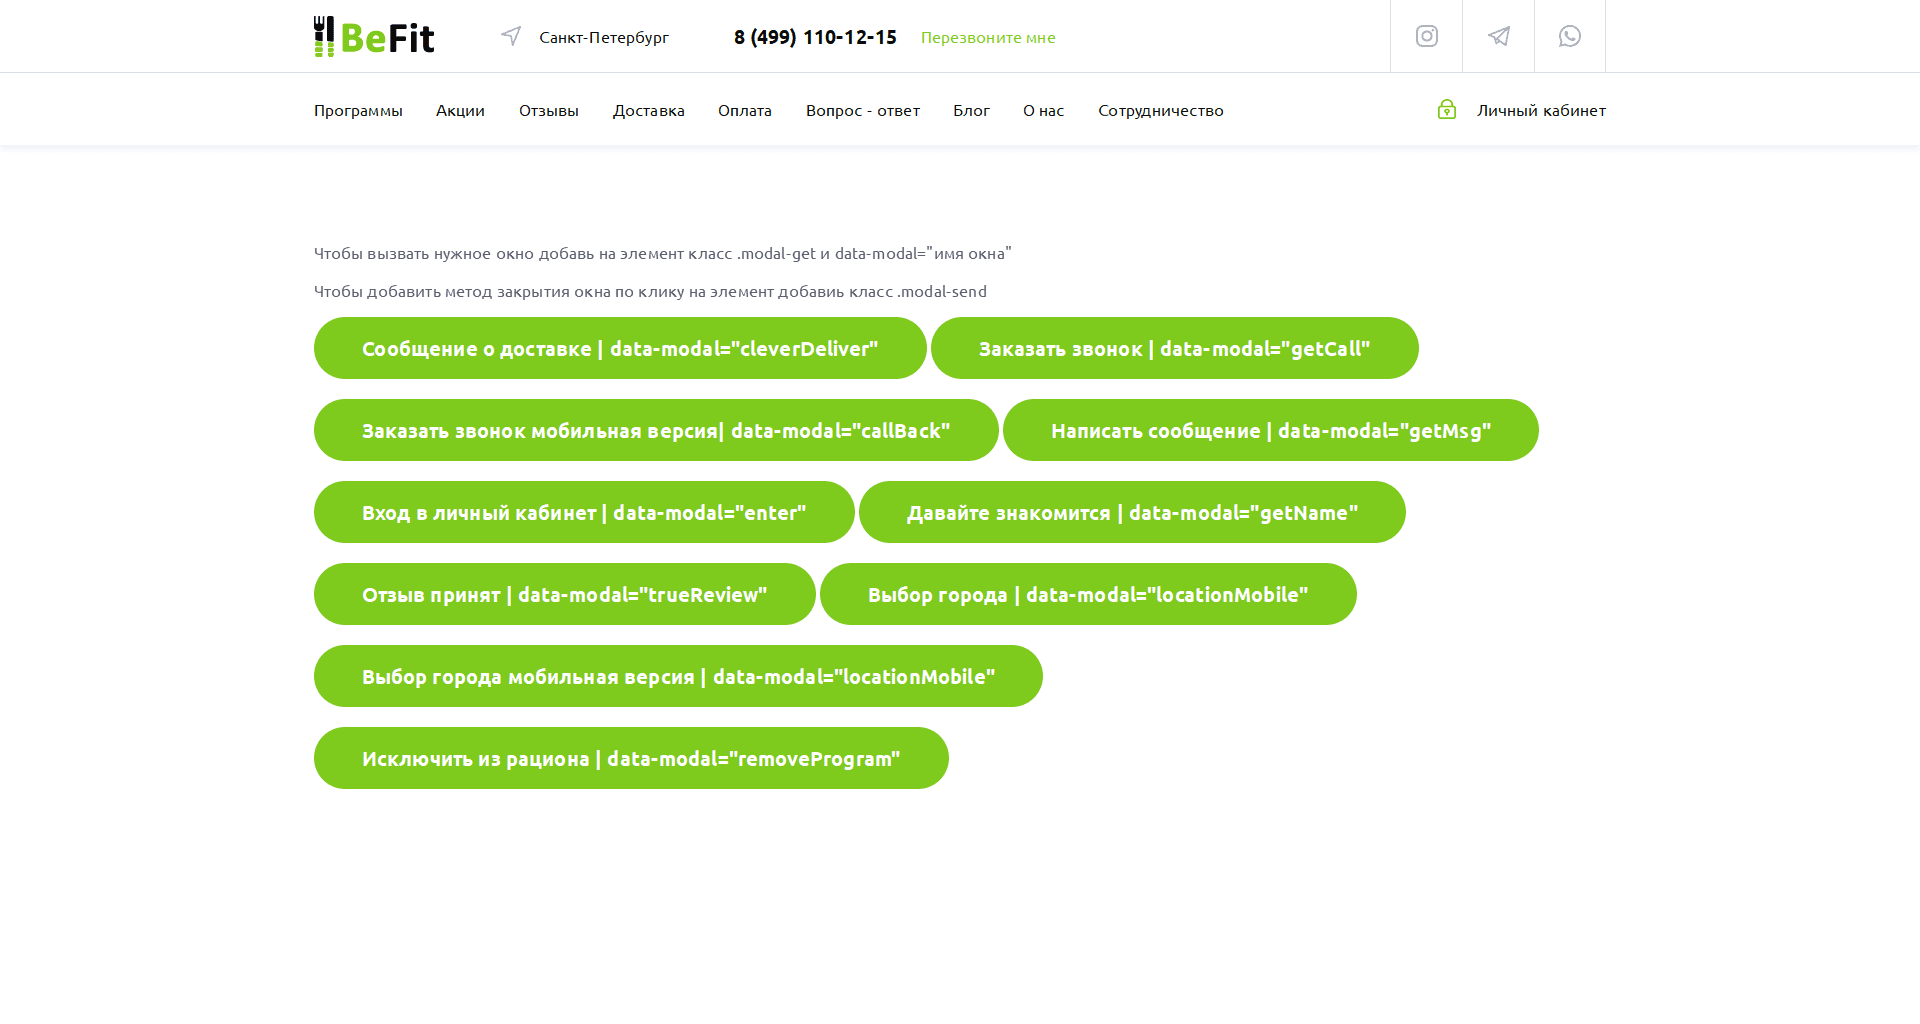 BeFit
Санкт-Петербург
8 (499) 110-12-15
Перезвоните мне
Программы Акции Отзывы Доставка Оплата Вопрос - ответ Блог О нас Сотрудничество Личный кабинет
Чтобы вызвать нужное окно добавь на элемент класс .modal-get и data-modal="имя окна"
Чтобы добавить метод закрытия окна по клику на элемент добавиь класс .modal-send
Сообщение о доставке | data-modal="cleverDeliver" Заказать звонок | data-modal="getCall"
Заказать звонок мобильная версия| data-modal="callBack" Написать сообщение | data-modal="getMsg"
Вход в личный кабинет | data-modal="enter" Давайте знакомится | data-modal="getName"
Отзыв принят | data-modal="trueReview" Выбор города | data-modal="locationMobile"
Выбор города мобильная версия | data-modal="locationMobile"
Исключить из рациона | data-modal="removeProgram"